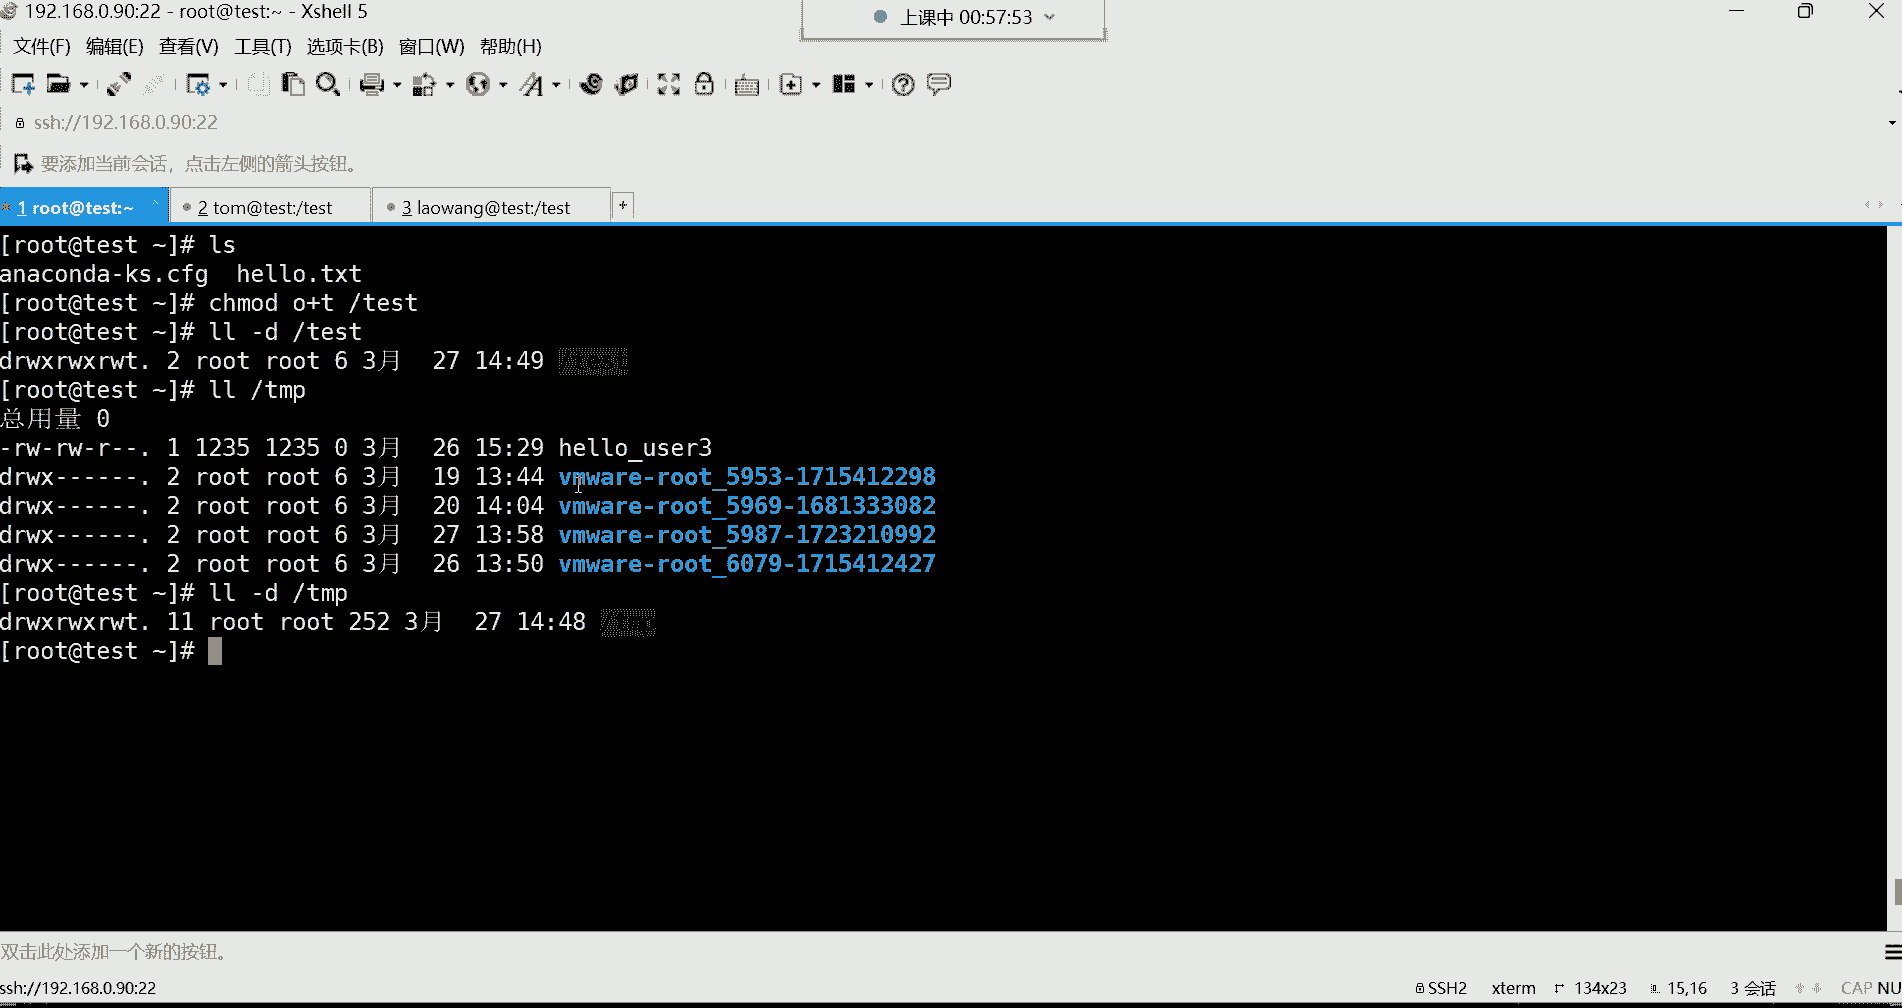 192.168.0.90:22 - root@test:~ - Xshell 5
上课中 00:57:53
文件(F) 编辑(E) 查看(V) 工具(T) 选项卡(B) 窗口(W) 帮助(H)
ssh://192.168.0.90:22
要添加当前会话，点击左侧的箭头按钮。
1 root@test:~ 2 tom@test:/test 3 laowang@test:/test
[root@test ~]# ls
anaconda-ks.cfg  hello.txt
[root@test ~]# chmod o+t /test
[root@test ~]# ll -d /test
drwxrwxrwt. 2 root root 6 3月  27 14:49 /test
[root@test ~]# ll /tmp
总用量 0
-rw-rw-r--. 1 1235 1235 0 3月  26 15:29 hello_user3
drwx------. 2 root root 6 3月  19 13:44 vmware-root_5953-1715412298
drwx------. 2 root root 6 3月  20 14:04 vmware-root_5969-1681333082
drwx------. 2 root root 6 3月  27 13:58 vmware-root_5987-1723210992
drwx------. 2 root root 6 3月  26 13:50 vmware-root_6079-1715412427
[root@test ~]# ll -d /tmp
drwxrwxrwt. 11 root root 252 3月  27 14:48 /tmp
[root@test ~]#
双击此处添加一个新的按钮。
ssh://192.168.0.90:22 SSH2 xterm 134x23 15,16 3 会话 CAP NU